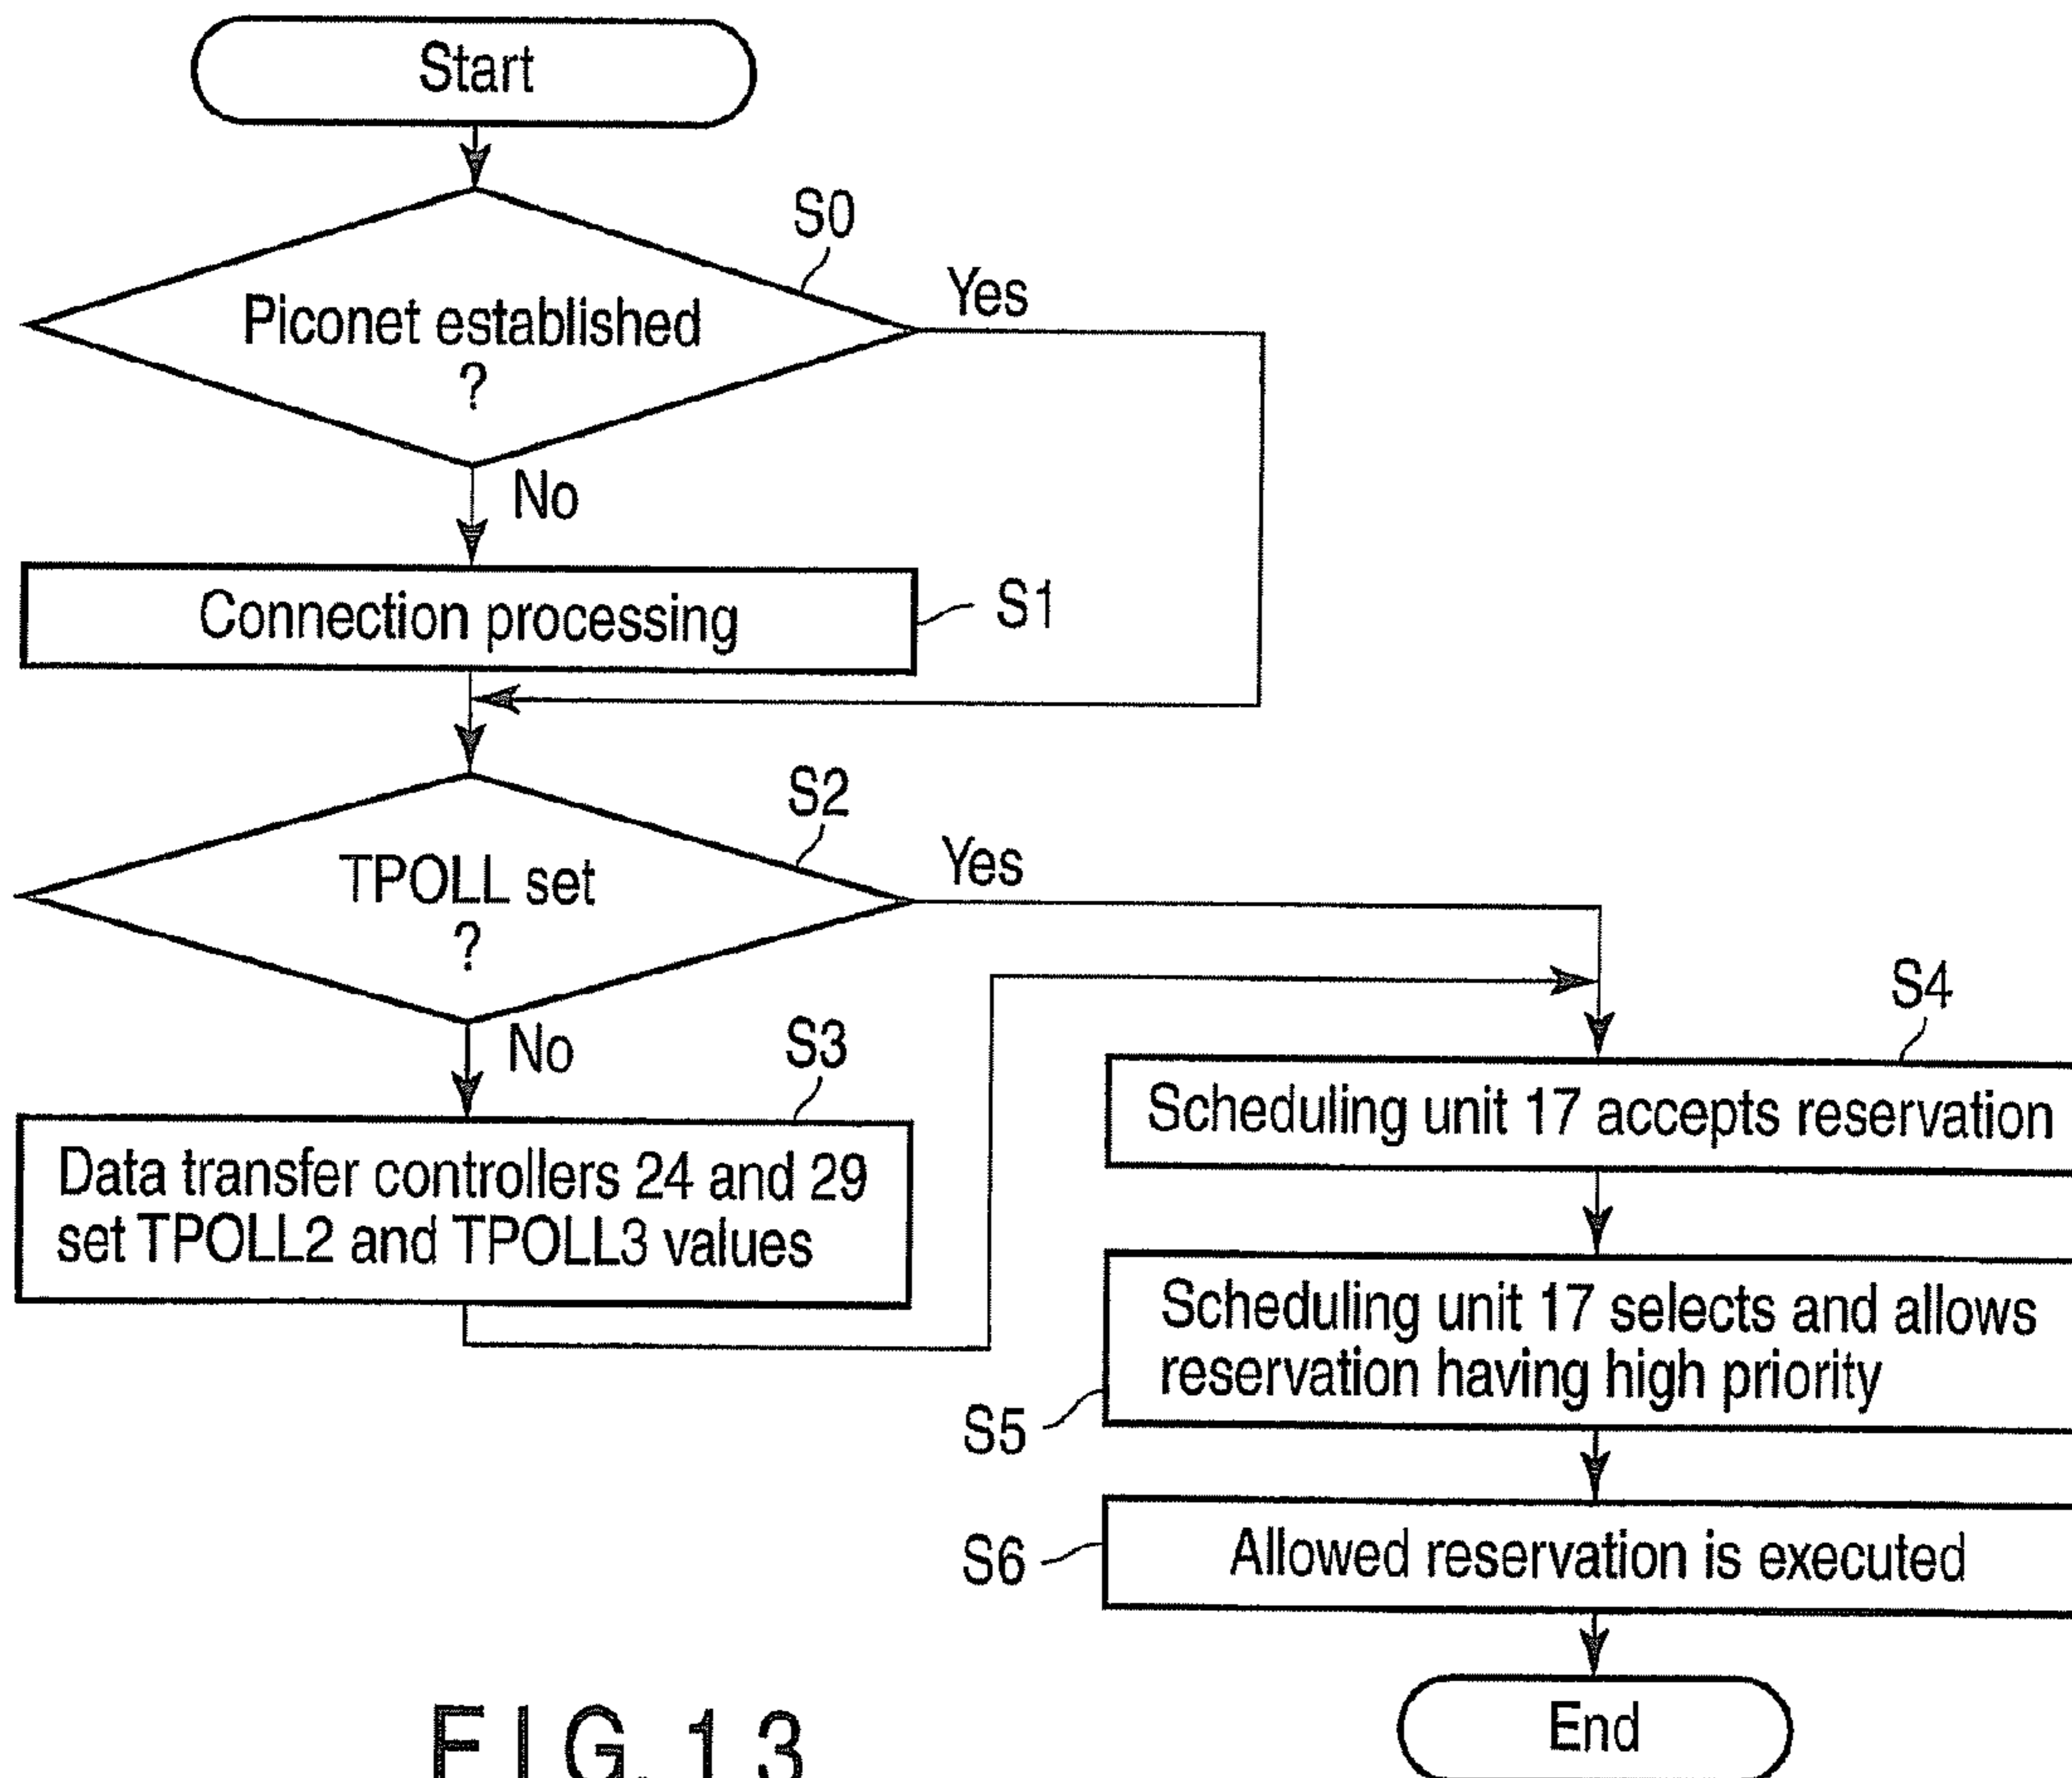 Start
S0
Piconet established
?
Yes
No
Connection processing
S1
S2
TPOLL set
?
Yes
No
S3
Data transfer controllers 24 and 29
set TPOLL2 and TPOLL3 values
S4
Scheduling unit 17 accepts reservation
Scheduling unit 17 selects and allows
reservation having high priority
S5
S6
Allowed reservation is executed
End
FIG. 13